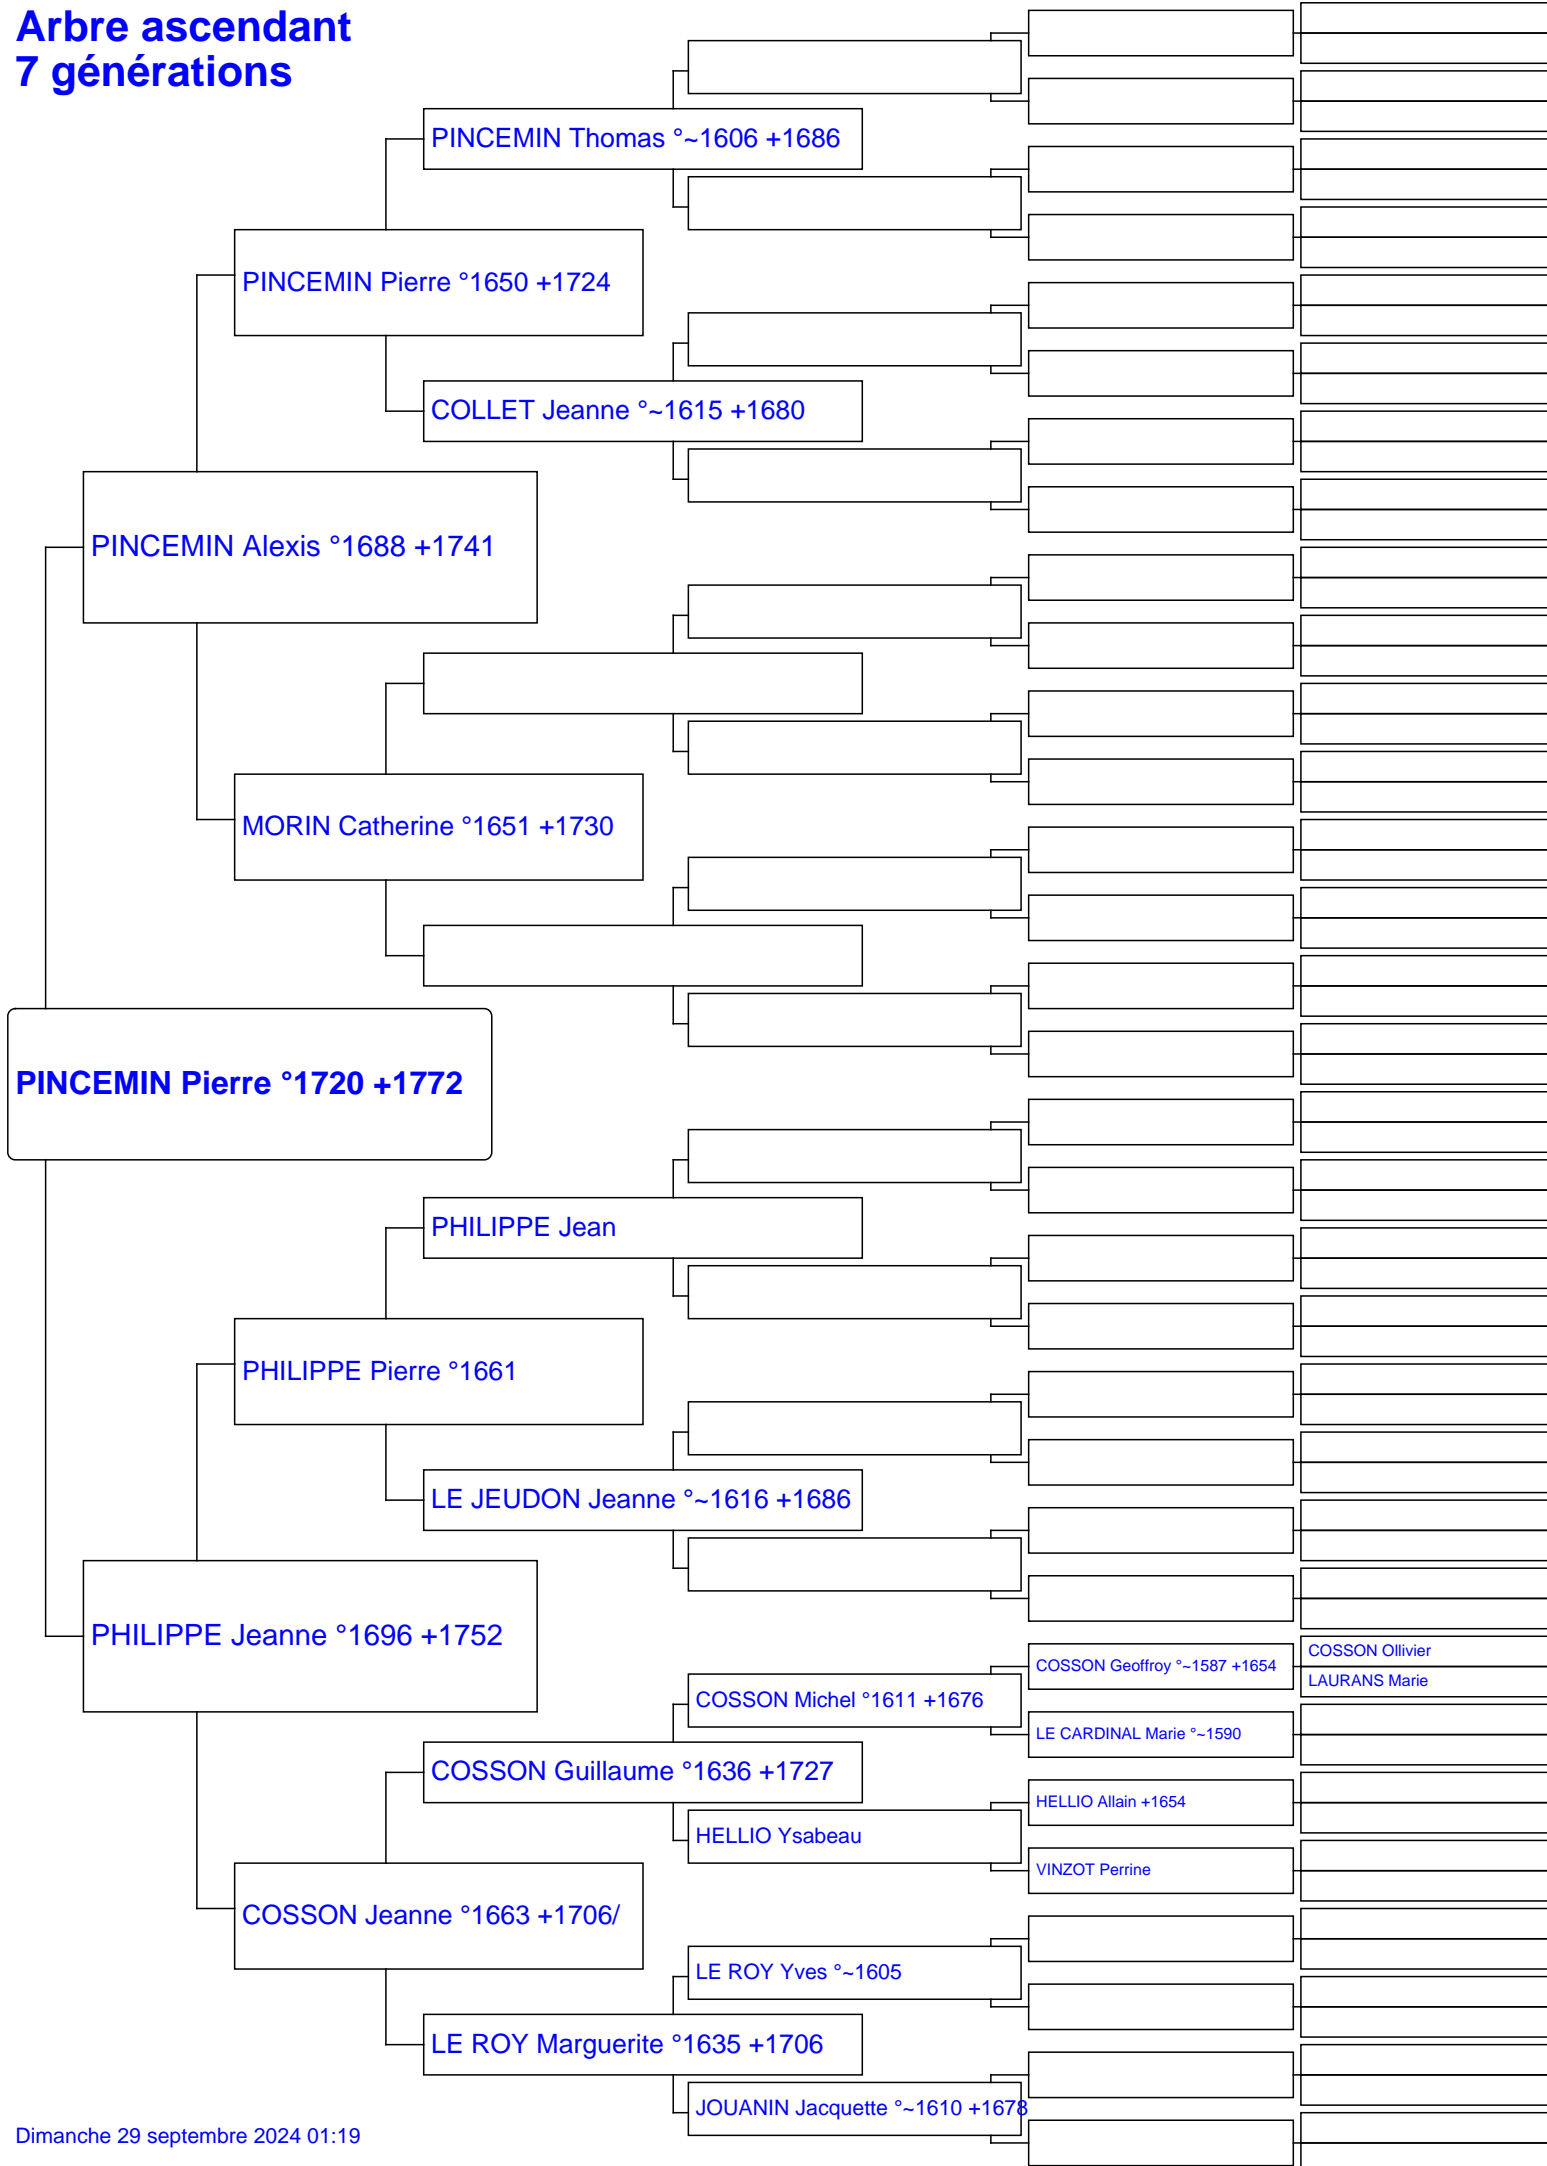 Arbre ascendant
7 générations
PINCEMIN Thomas °~1606 +1686
PINCEMIN Pierre °1650 +1724
COLLET Jeanne °~1615 +1680
PINCEMIN Alexis °1688 +1741
MORIN Catherine °1651 +1730
PINCEMIN Pierre °1720 +1772
PHILIPPE Jean
PHILIPPE Pierre °1661
LE JEUDON Jeanne °~1616 +1686
PHILIPPE Jeanne °1696 +1752
COSSON Ollivier
COSSON Geoffroy °~1587 +1654
LAURANS Marie
COSSON Michel °1611 +1676
LE CARDINAL Marie °~1590
COSSON Guillaume °1636 +1727
HELLIO Allain +1654
HELLIO Ysabeau
VINZOT Perrine
COSSON Jeanne °1663 +1706/
LE ROY Yves °~1605
LE ROY Marguerite °1635 +1706
JOUANIN Jacquette °~1610 +1678
Dimanche 29 septembre 2024 01:19